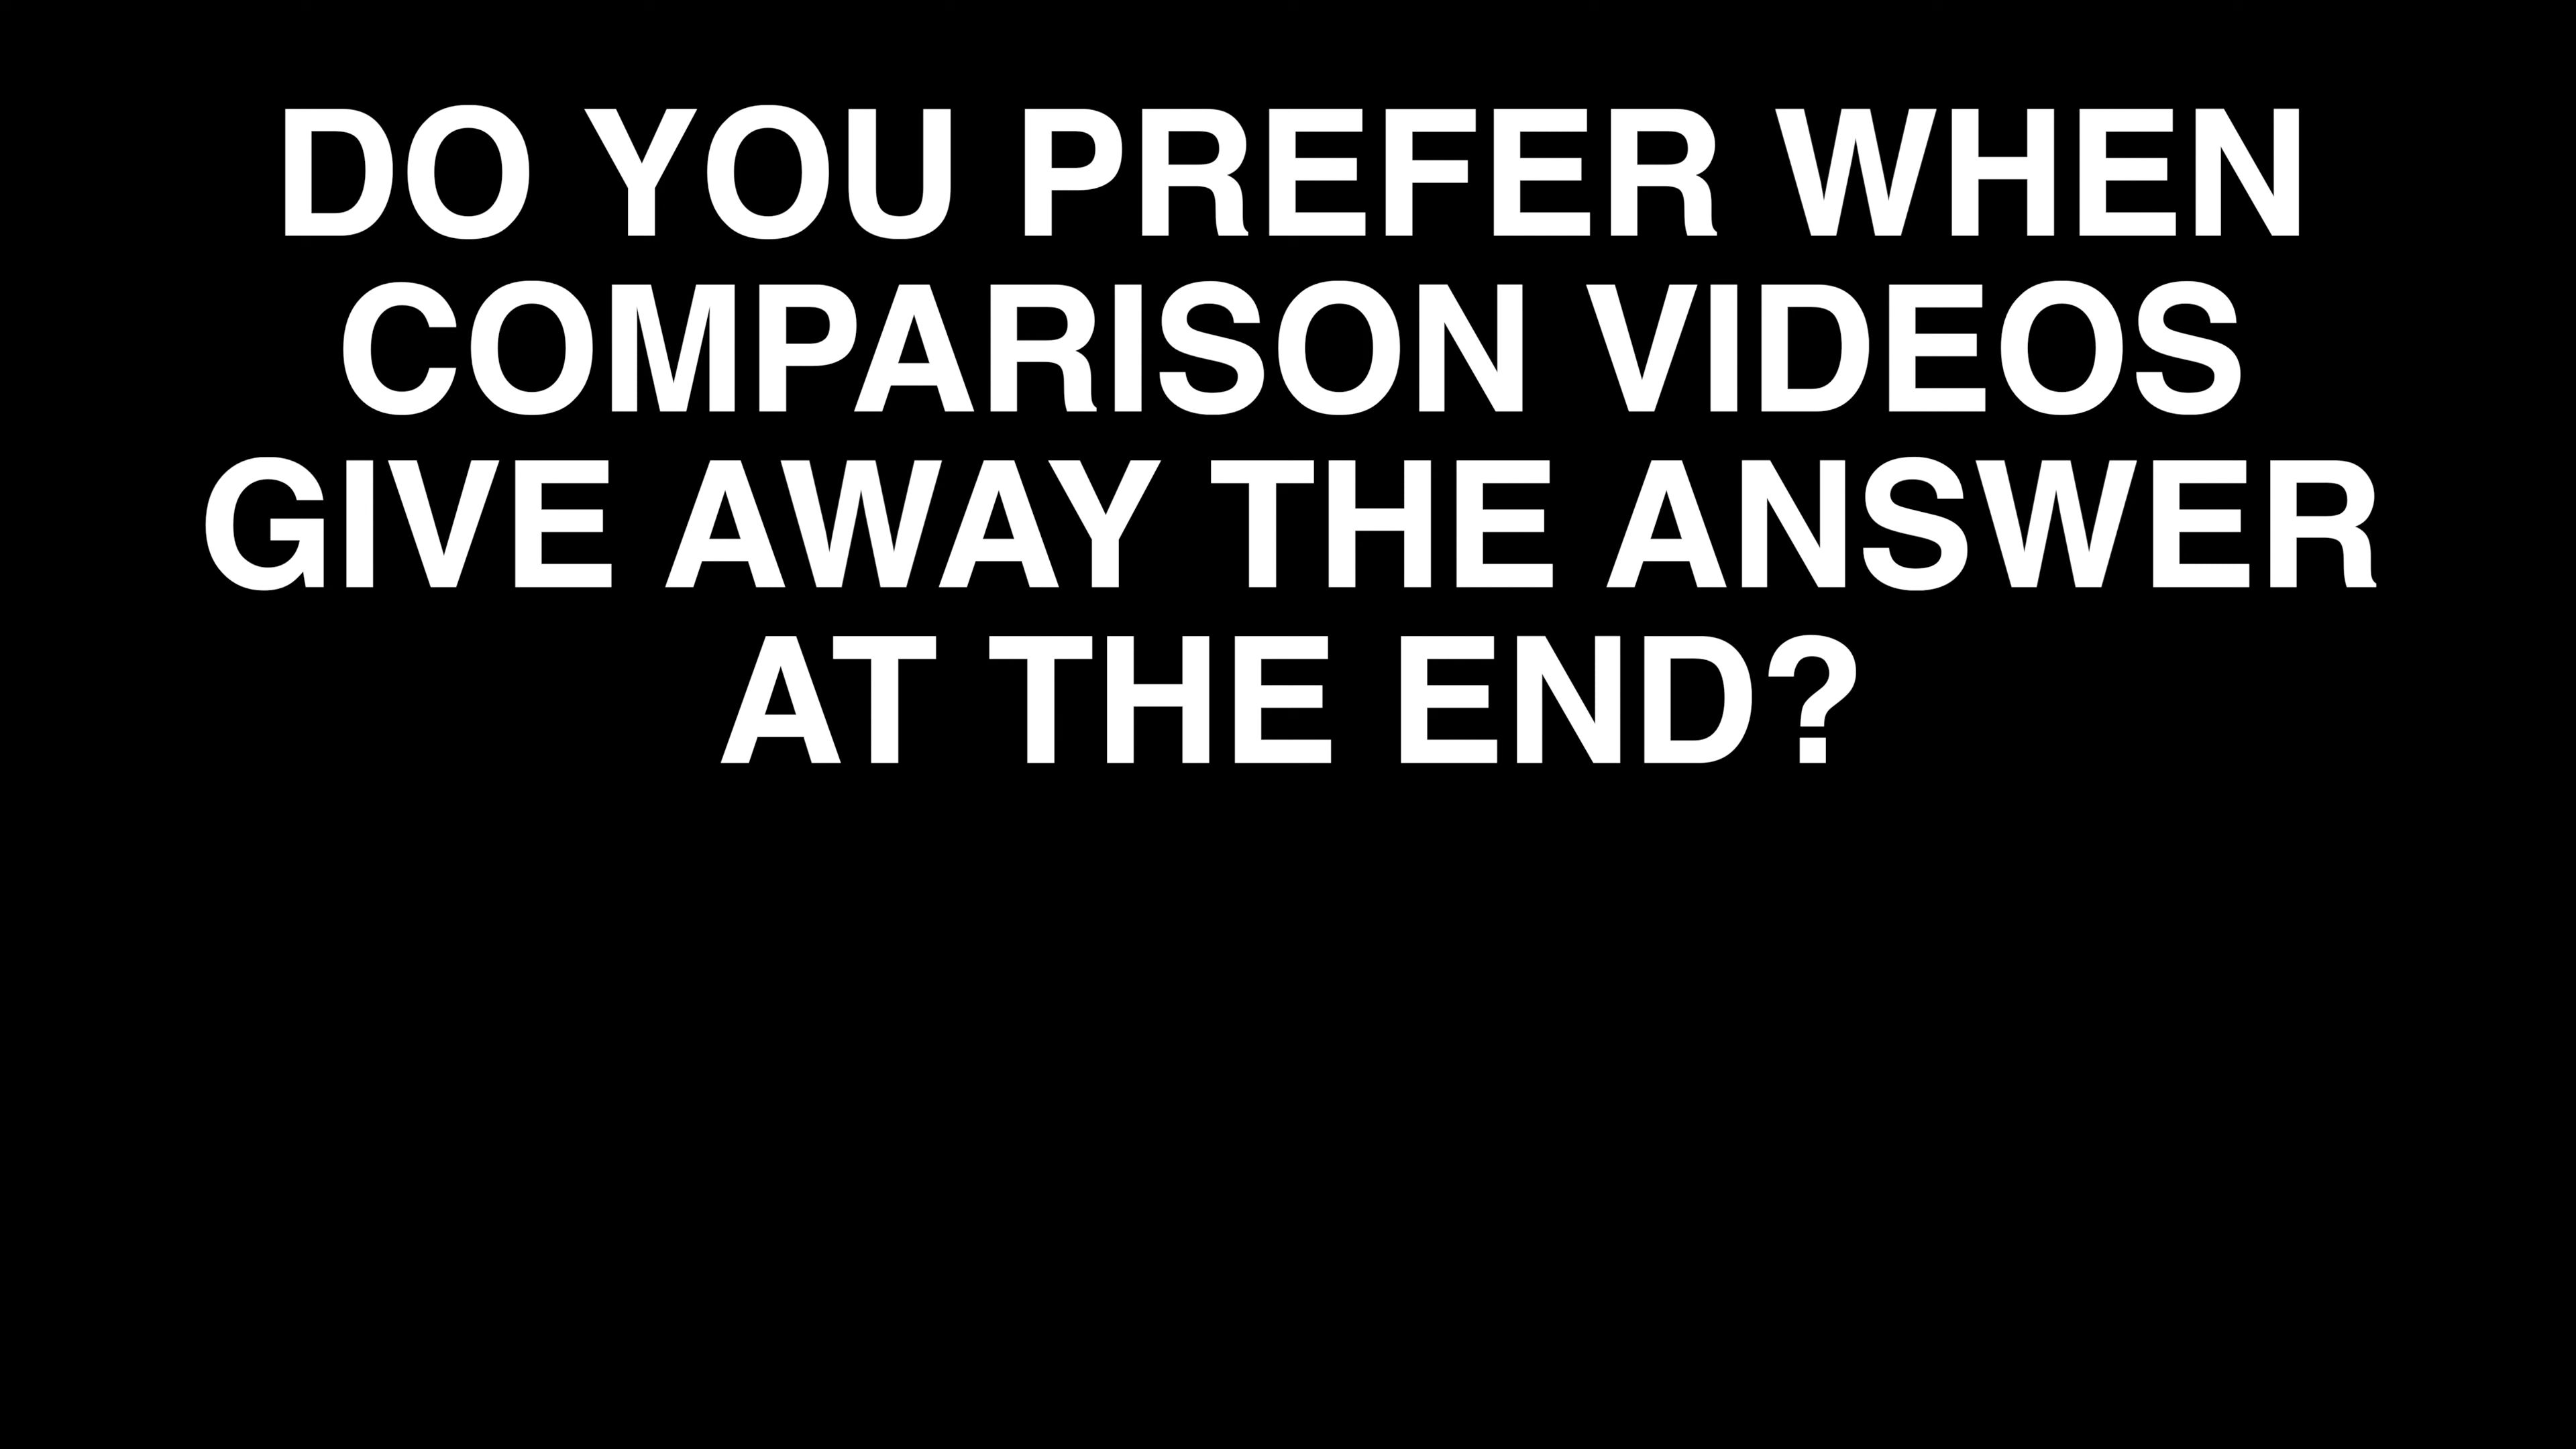 DO YOU PREFER WHEN
COMPARISON VIDEOS
GIVE AWAY THE ANSWER
AT THE END?